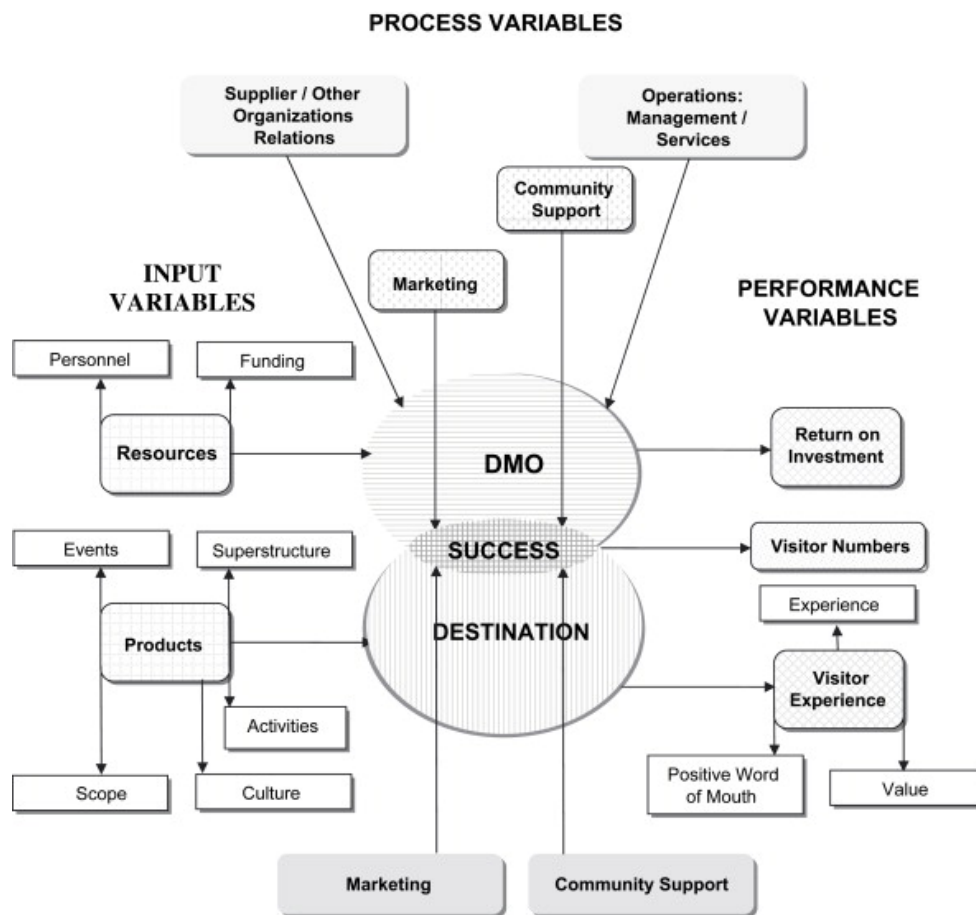 PROCESS VARIABLES
Supplier / Other
Organizations
Relations
Operations:
Management /
Services
Community
Support
Marketing
INPUT
VARIABLES
PERFORMANCE
VARIABLES
Personnel
Funding
Resources
DMO
Return on
Investment
Events
Superstructure
SUCCESS
Visitor Numbers
Experience
Products
DESTINATION
Visitor
Experience
Activities
Scope
Culture
Positive Word
of Mouth
Value
Marketing
Community Support